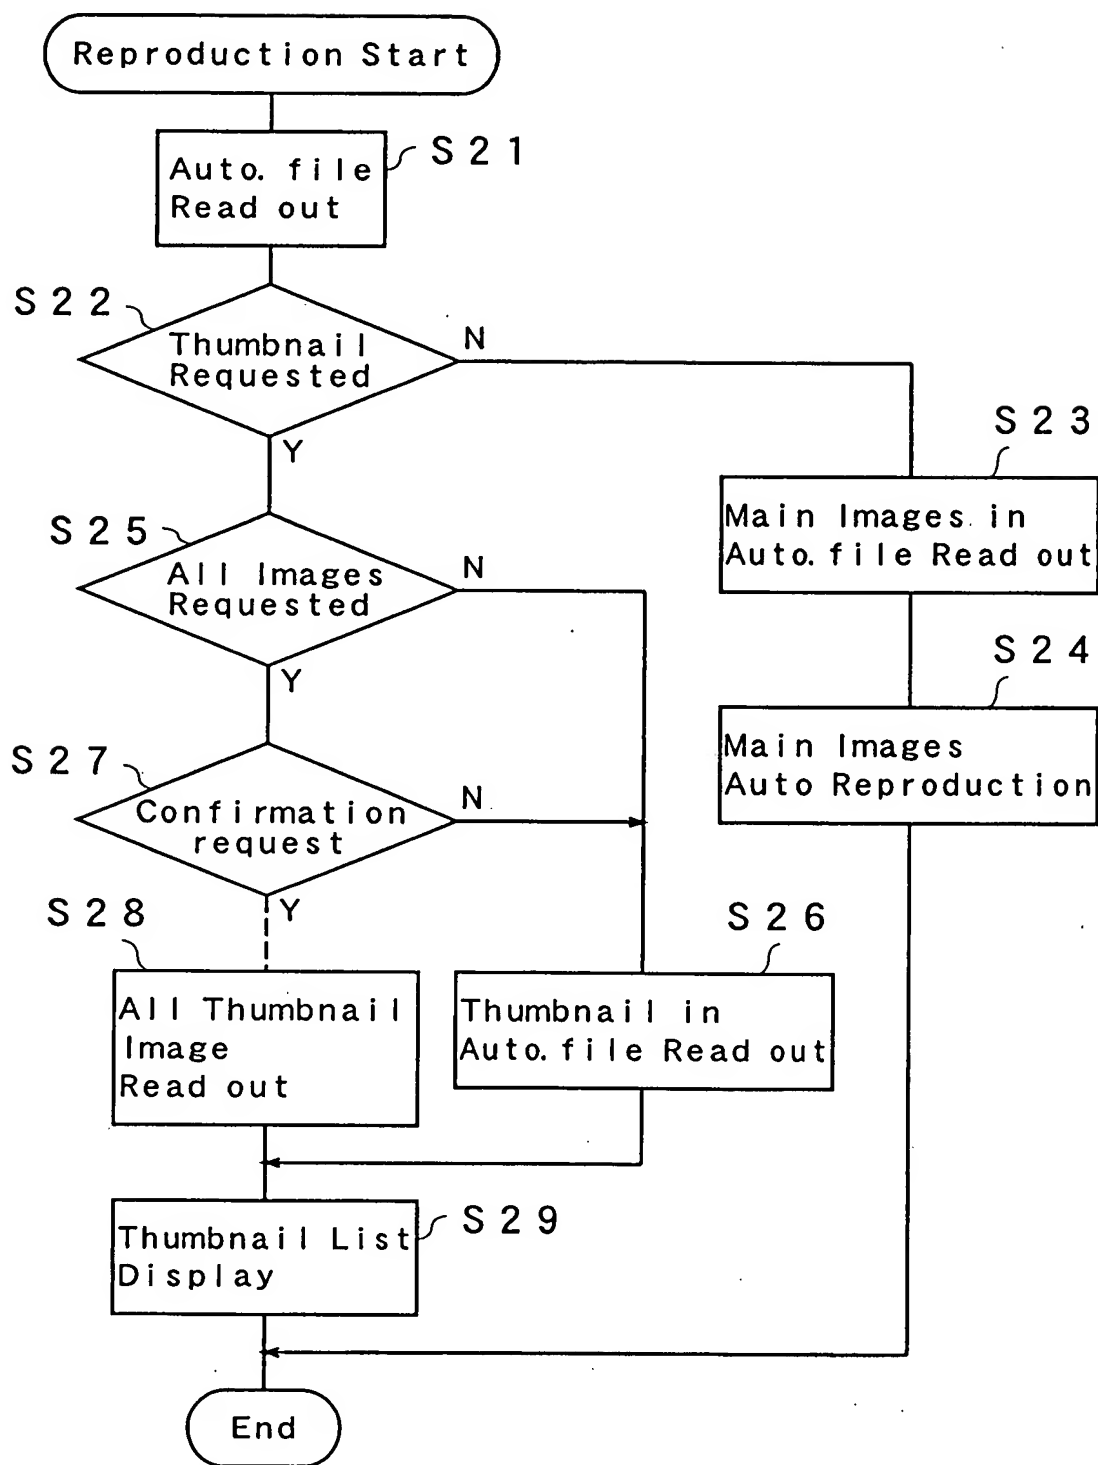 Reproduction Start
S21
Auto. file
Read out
S22
Thumbnail
Requested
N
Y
S23
Main Images in
Auto. file Read out
S25
All Images
Requested
N
Y
S24
Main Images
Auto Reproduction
S27
Confirmation
request
N
Y
S28
All Thumbnail
Image
Read out
S26
Thumbnail in
Auto. file Read out
S29
Thumbnail List
Display
End